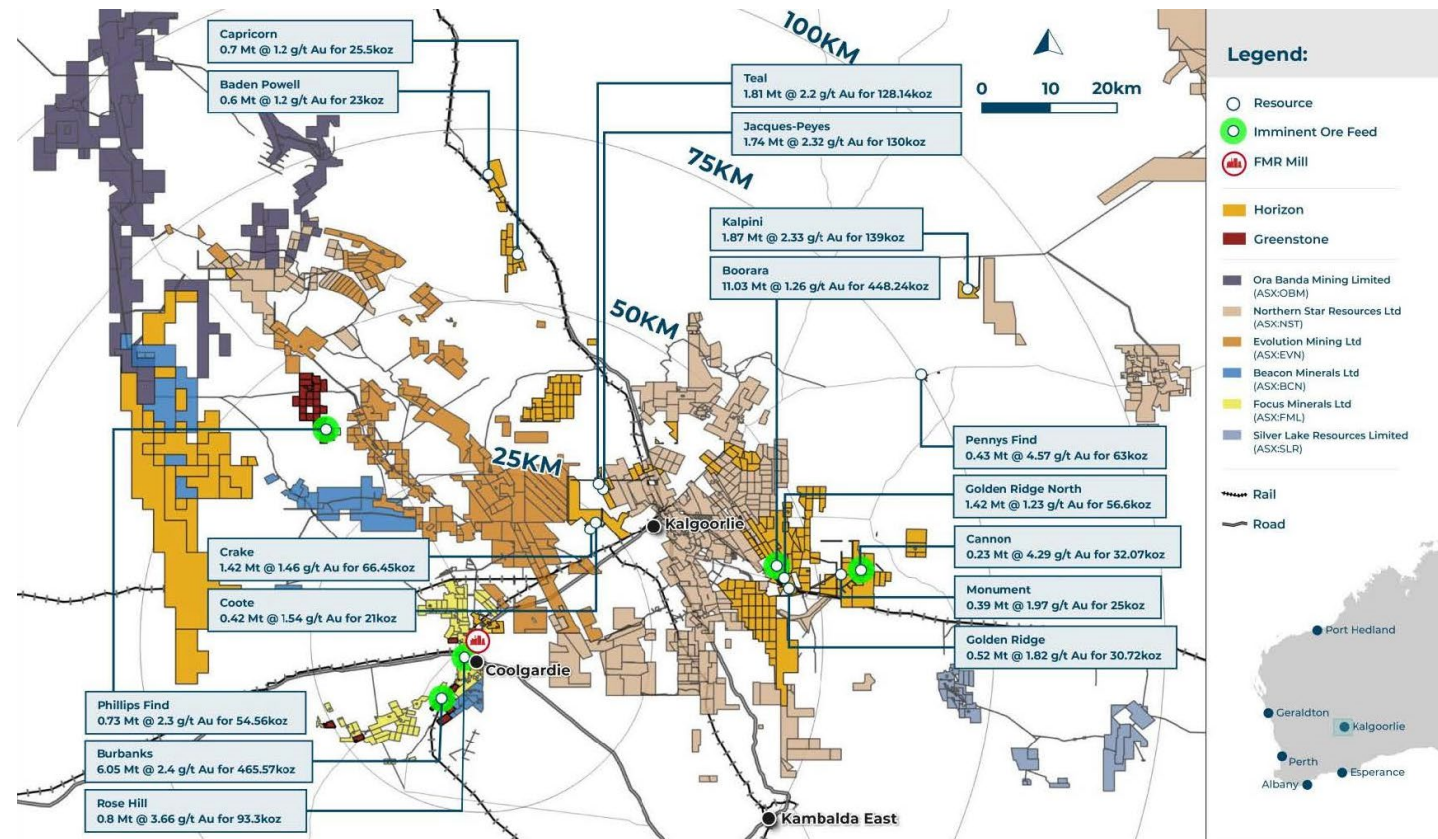 Capricorn
0.7 Mt @ 1.2 g/t Au for 25.5koz
Baden Powell
0.6 Mt @ 1.2 g/t Au for 23koz
100KM
Teal
1.81 Mt @ 2.2 g/t Au for 128.14koz
Jacques-Peyes
1.74 Mt @ 2.32 g/t Au for 130koz
0 10 20km
75KM
Kalpini
1.87 Mt @ 2.33 g/t Au for 139koz
Boorara
11.03 Mt @ 1.26 g/t Au for 448.24koz
50KM
25KM
Pennys Find
0.43 Mt @ 4.57 g/t Au for 63koz
Golden Ridge North
1.42 Mt @ 1.23 g/t Au for 56.6koz
Kalgoorlie
Cannon
0.23 Mt @ 4.29 g/t Au for 32.07koz
Crake
1.42 Mt @ 1.46 g/t Au for 66.45koz
Monument
0.39 Mt @ 1.97 g/t Au for 25koz
Coote
0.42 Mt @ 1.54 g/t Au for 21koz
Golden Ridge
0.52 Mt @ 1.82 g/t Au for 30.72koz
Coolgardie
Phillips Find
0.73 Mt @ 2.3 g/t Au for 54.56koz
Burbanks
6.05 Mt @ 2.4 g/t Au for 465.57koz
Rose Hill
0.8 Mt @ 3.66 g/t Au for 93.3koz
Kambalda East
Legend:
Resource
Imminent Ore Feed
FMR Mill
Horizon
Greenstone
Ora Banda Mining Limited
(ASX:OBM)
Northern Star Resources Ltd
(ASX:NST)
Evolution Mining Ltd
(ASX:EVN)
Beacon Minerals Ltd
(ASX:BCN)
Focus Minerals Ltd
(ASX:FML)
Silver Lake Resources Limited
(ASX:SLR)
Rail
Road
Port Hedland
Geraldton
Kalgoorlie
Perth
Esperance
Albany